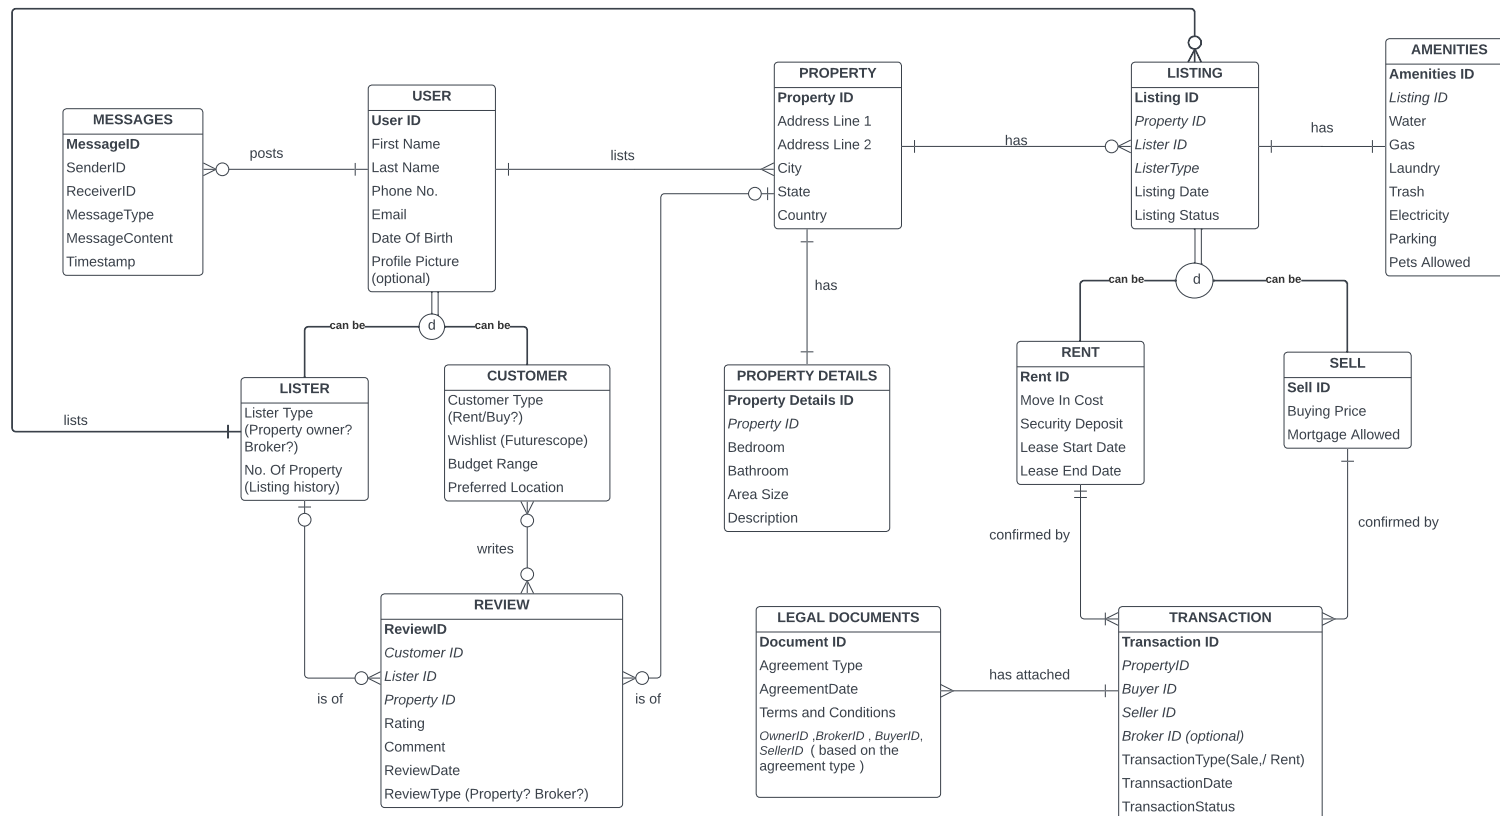 MESSAGES
MessageID
SenderID
ReceiverID
MessageType
MessageContent
Timestamp
posts
USER
User ID
First Name
Last Name
Phone No.
Email
Date Of Birth
Profile Picture
(optional)
lists
PROPERTY
Property ID
Address Line 1
Address Line 2
City
State
Country
has
LISTING
Listing ID
Property ID
Lister ID
ListerType
Listing Date
Listing Status
has
AMENITIES
Amenities ID
Listing ID
Water
Gas
Laundry
Trash
Electricity
Parking
Pets Allowed
can be
d
can be
has
can be
d
can be
lists
LISTER
Lister Type
(Property owner?
Broker?)
No. Of Property
(Listing history)
CUSTOMER
Customer Type
(Rent/Buy?)
Wishlist (Futurescope)
Budget Range
Preferred Location
PROPERTY DETAILS
Property Details ID
Property ID
Bedroom
Bathroom
Area Size
Description
RENT
Rent ID
Move In Cost
Security Deposit
Lease Start Date
Lease End Date
SELL
Sell ID
Buying Price
Mortgage Allowed
writes
confirmed by
confirmed by
is of
REVIEW
ReviewID
Customer ID
Lister ID
Property ID
Rating
Comment
ReviewDate
ReviewType (Property? Broker?)
is of
LEGAL DOCUMENTS
Document ID
Agreement Type
AgreementDate
Terms and Conditions
OwnerID ,BrokerID , BuyerID,
SellerID ( based on the
agreement type )
has attached
TRANSACTION
Transaction ID
PropertyID
Buyer ID
Seller ID
Broker ID (optional)
TransactionType(Sale,/ Rent)
TrannsactionDate
TransactionStatus